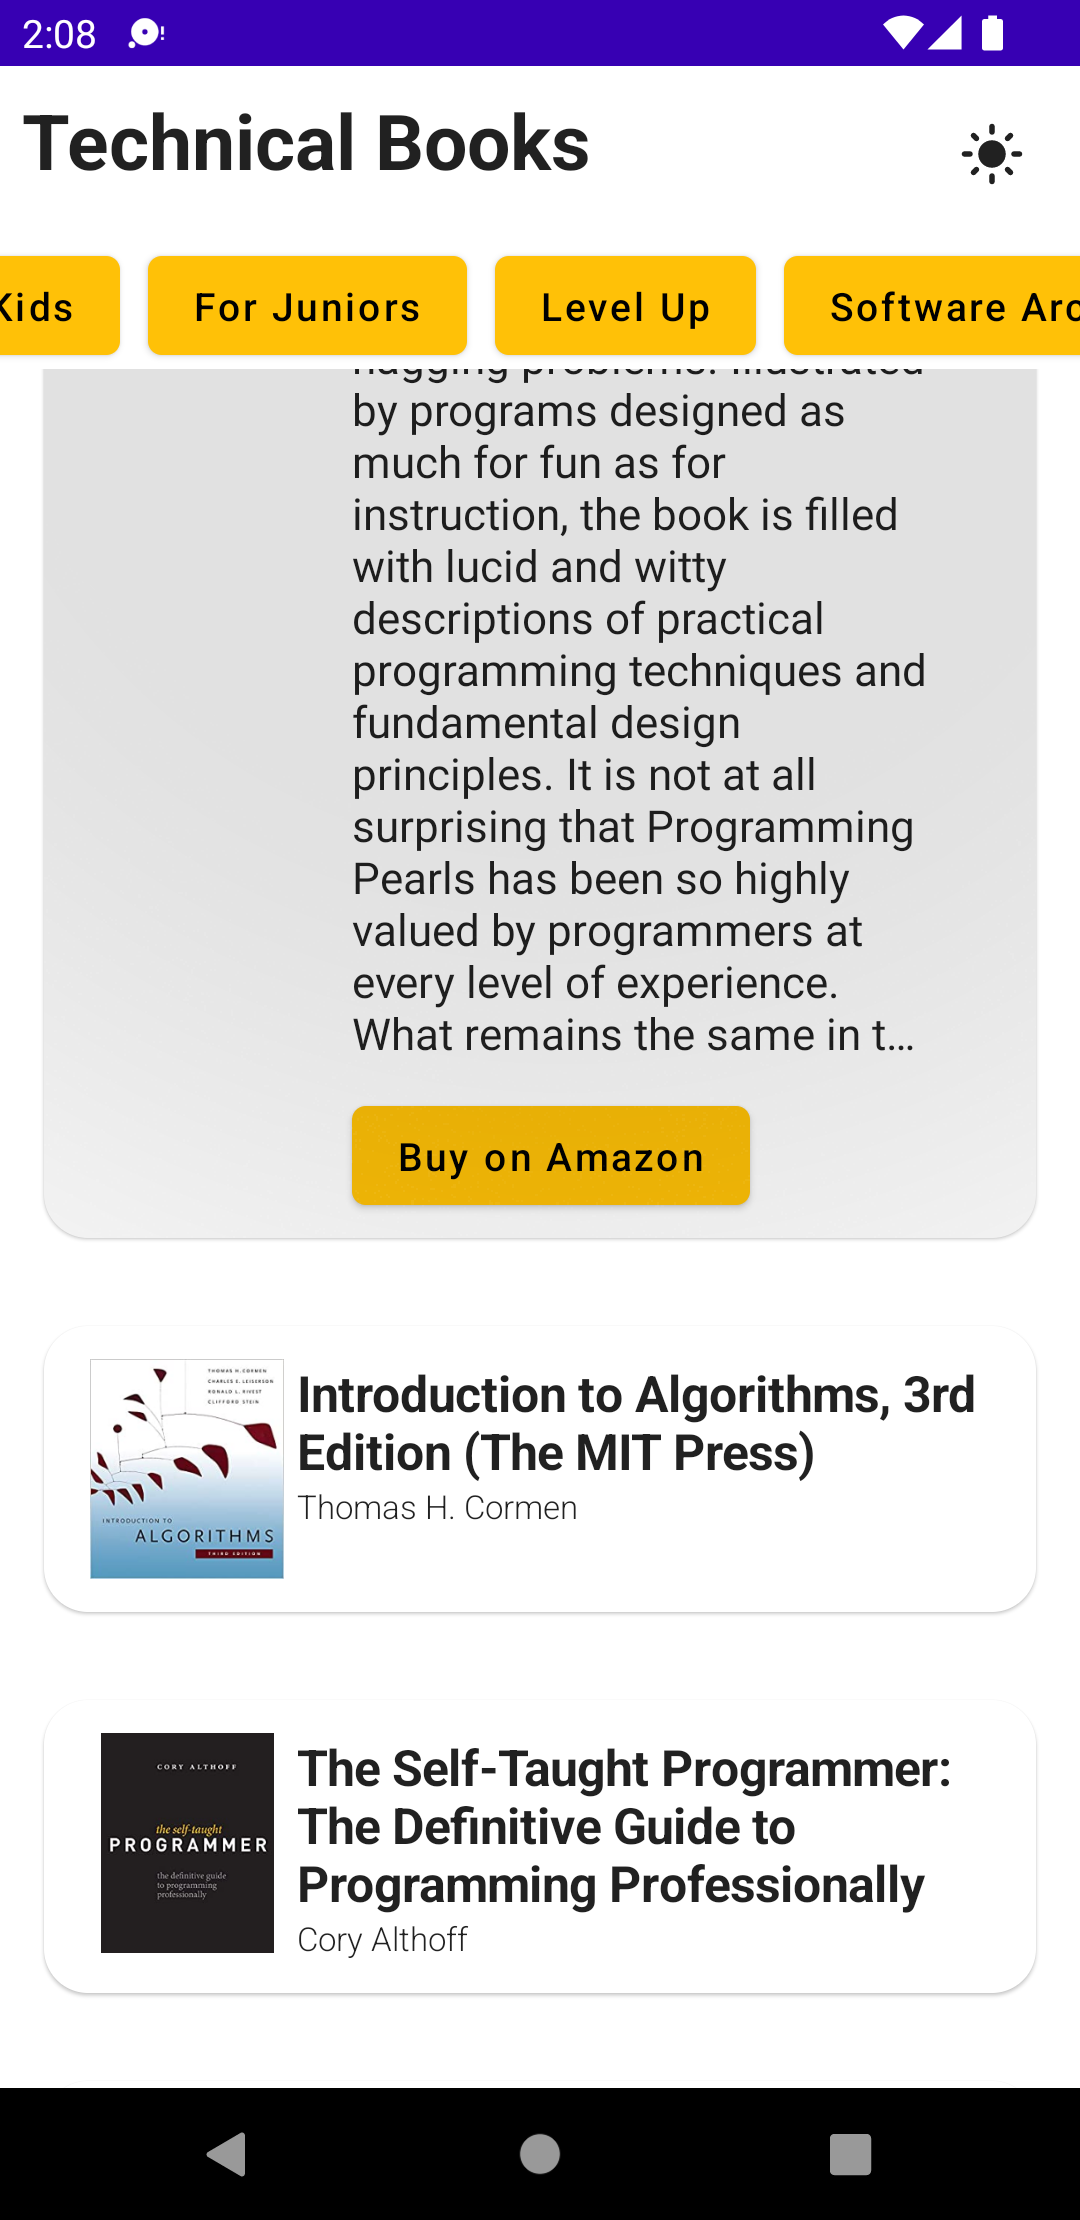 2:08
Technical Books
Kids
For Juniors
Level Up
Software Arc
nagging problems. Illustrated
by programs designed as
much for fun as for
instruction, the book is filled
with lucid and witty
descriptions of practical
programming techniques and
fundamental design
principles. It is not at all
surprising that Programming
Pearls has been so highly
valued by programmers at
every level of experience.
What remains the same in t…
Buy on Amazon
THOMAS H. CORMEN
CHARLES E. LEISERSON
RONALD L. RIVEST
CLIFFORD STEIN
INTRODUCTION TO
ALGORITHMS
THIRD EDITION
Introduction to Algorithms, 3rd
Edition (The MIT Press)
Thomas H. Cormen
CORY ALTHOFF
the self-taught
PROGRAMMER
the definitive guide
to programming
professionally
The Self-Taught Programmer:
The Definitive Guide to
Programming Professionally
Cory Althoff